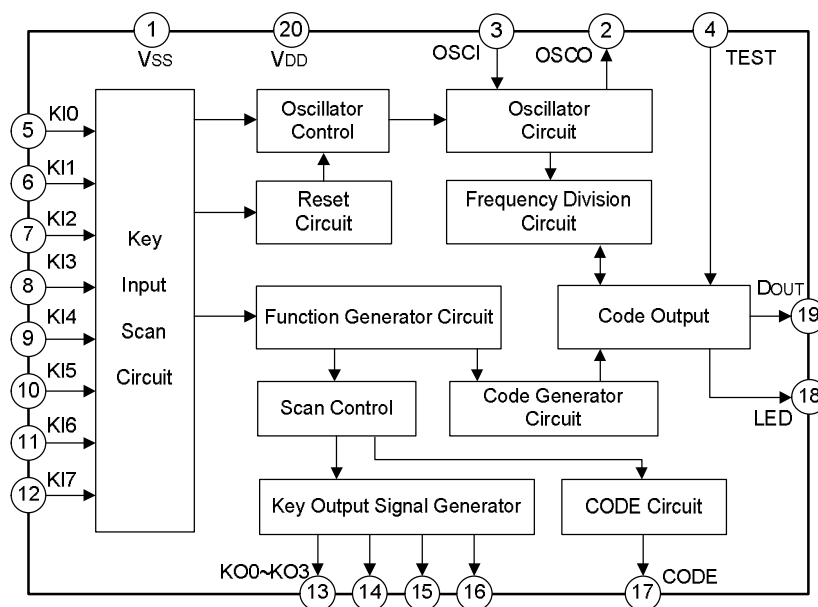 1 20 3 2 4
VSS VDD OSCI OSCO TEST
5 KI0
6 KI1
7 KI2
8 KI3
9 KI4
10 KI5
11 KI6
12 KI7
Key
Input
Scan
Circuit
Oscillator
Control
Oscillator
Circuit
Reset
Circuit
Frequency Division
Circuit
Function Generator Circuit
Code Output
DOUT
19
18
LED
Scan Control
Code Generator
Circuit
Key Output Signal Generator
CODE Circuit
KO0~KO3
13 14 15 16
17
CODE